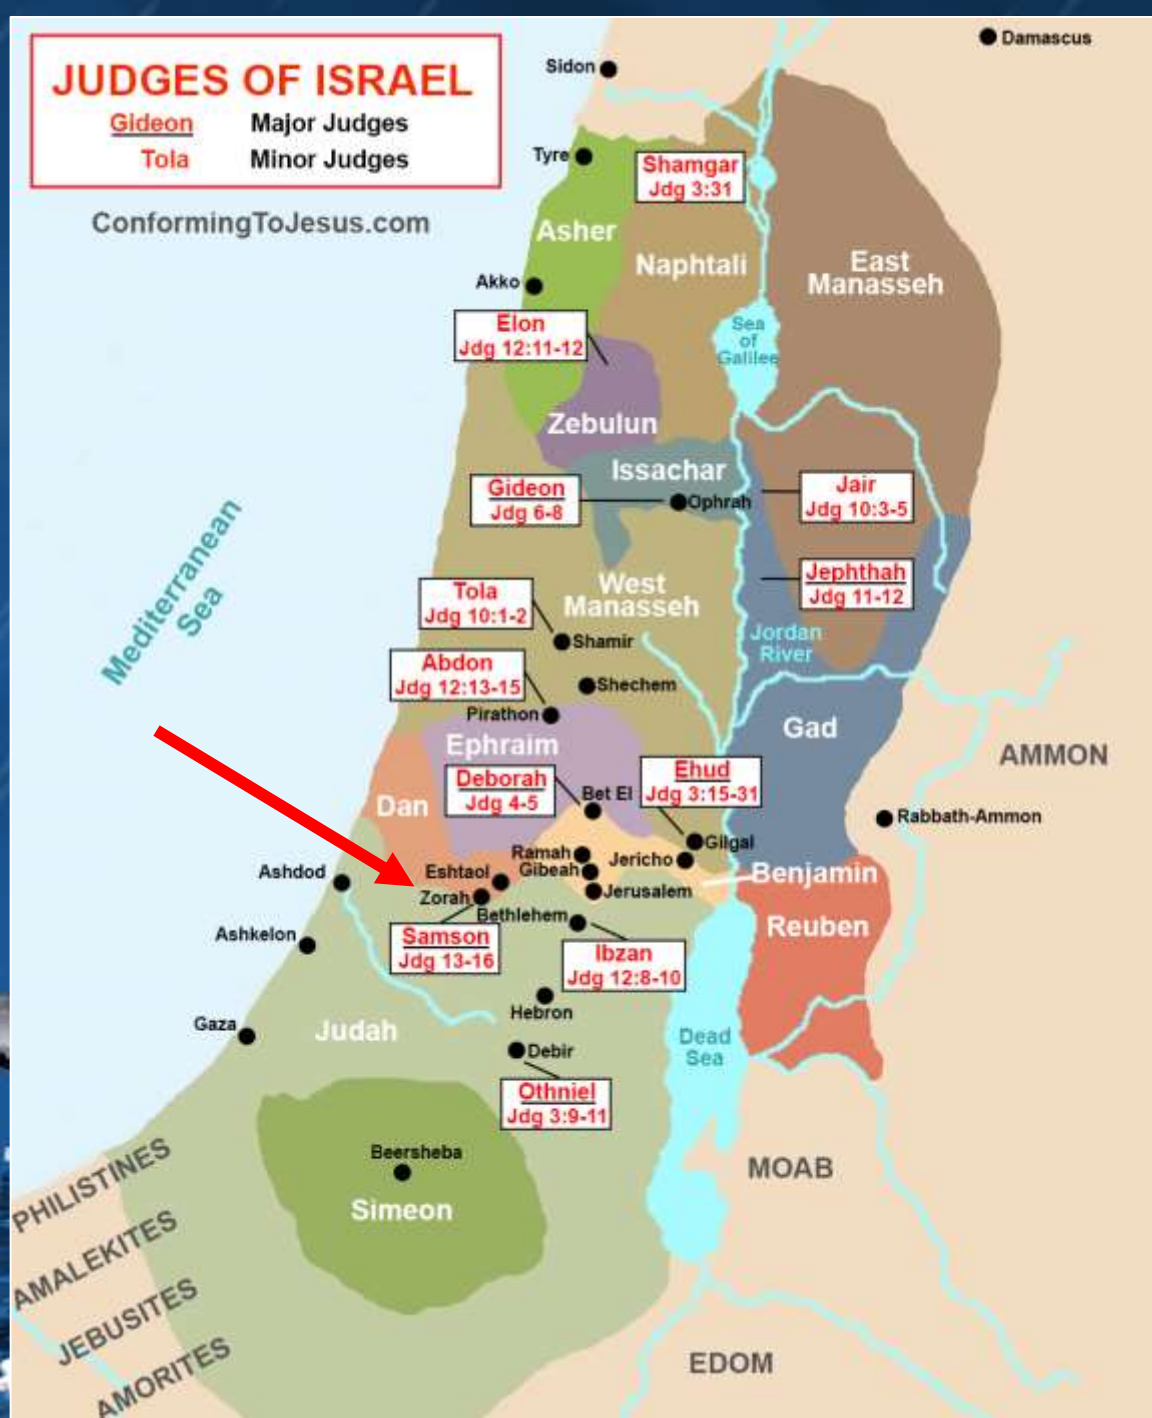 JUDGES OF ISRAEL
Gideon Major Judges
Tola Minor Judges
ConformingToJesus.com
Damascus
Sidon
Tyre
Shamgar
Jdg 3:31
Asher
Naphtali
East
Manasseh
Akko
Elon
Jdg 12:11-12
Sea
of
Galilee
Zebulun
Issachar
Gideon
Jdg 6-8
Ophrah
Jair
Jdg 10:3-5
Mediterranean
Sea
West
Manasseh
Jephthah
Jdg 11-12
Tola
Jdg 10:1-2
Shamir
Jordan
River
Abdon
Jdg 12:13-15
Shechem
Pirathon
Ephraim
Gad
AMMON
Deborah
Jdg 4-5
Bet El
Ehud
Jdg 3:15-31
Dan
Rabbath-Ammon
Gilgal
Ramah
Gibeah
Jericho
Jerusalem
Benjamin
Ashdod
Eshtaol
Zorah
Bethlehem
Reuben
Ashkelon
Samson
Jdg 13-16
Ibzan
Jdg 12:8-10
Hebron
Gaza
Judah
Dead
Sea
Debir
Othniel
Jdg 3:9-11
Beersheba
Simeon
MOAB
PHILISTINES
AMALEKITES
JEBUSITES
AMORITES
EDOM